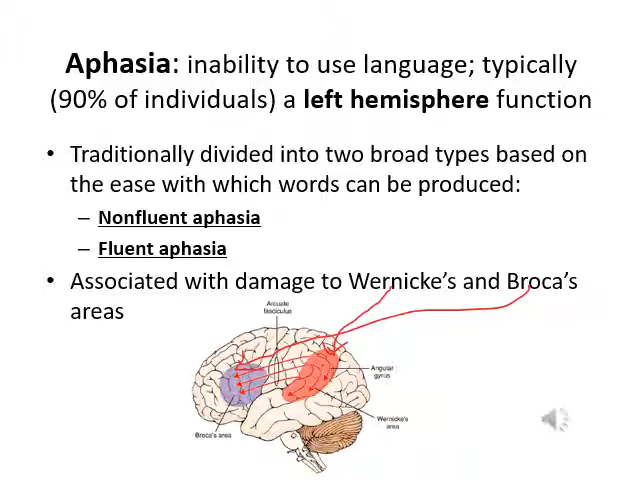 Aphasia: inability to use language; typically
(90% of individuals) a left hemisphere function
• Traditionally divided into two broad types based on
the ease with which words can be produced:
– Nonfluent aphasia
– Fluent aphasia
• Associated with damage to Wernicke's and Broca's
areas
Arcuate
fasciculus
Angular
gyrus
Wernicke's
area
Broca's area